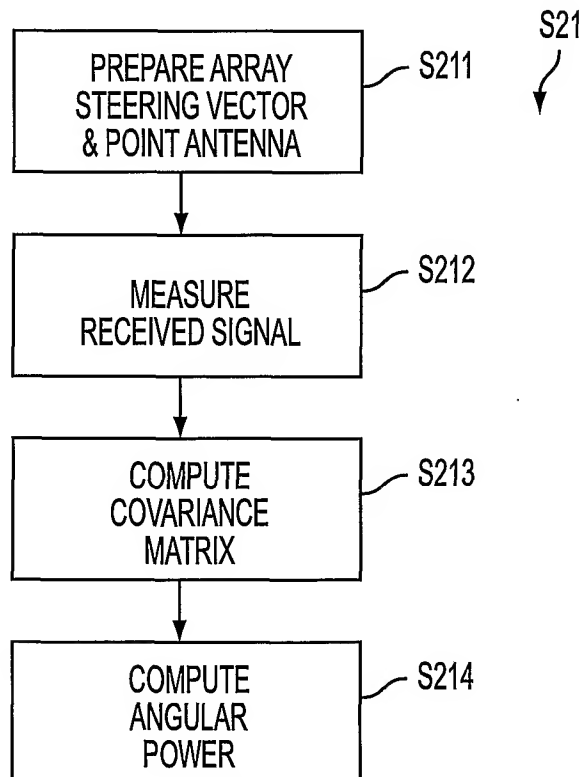 S21
PREPARE ARRAY
STEERING VECTOR
& POINT ANTENNA
S211
MEASURE
RECEIVED SIGNAL
S212
COMPUTE
COVARIANCE
MATRIX
S213
COMPUTE
ANGULAR
POWER
S214